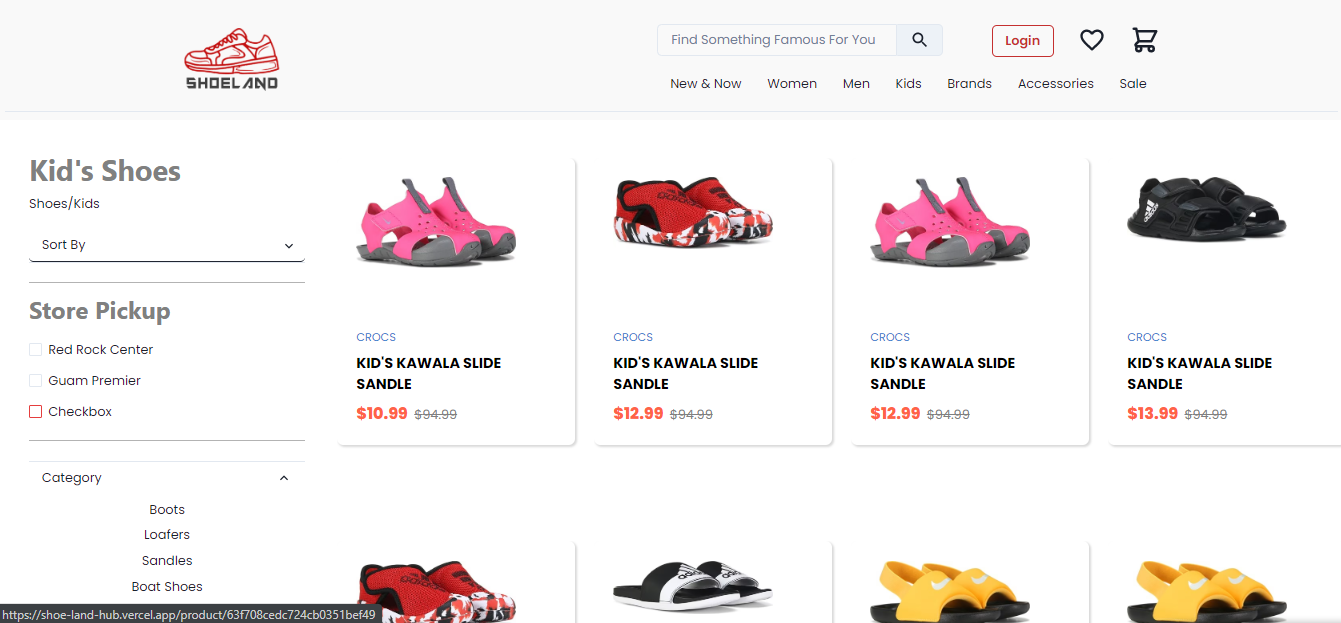 SHOELAND
Find Something Famous For You
Login
New & Now Women Men Kids Brands Accessories Sale
Kid's Shoes
Shoes/Kids
Sort By
Store Pickup
Red Rock Center
Guam Premier
Checkbox
Category
Boots
Loafers
Sandles
Boat Shoes
CROCS
KID'S KAWALA SLIDE
SANDLE
$10.99 $94.99
CROCS
KID'S KAWALA SLIDE
SANDLE
$12.99 $94.99
CROCS
KID'S KAWALA SLIDE
SANDLE
$12.99 $94.99
adidas
CROCS
KID'S KAWALA SLIDE
SANDLE
$13.99 $94.99
adidas
adidas
https://shoe-land-hub.vercel.app/product/63f708cedc724cb0351bef49